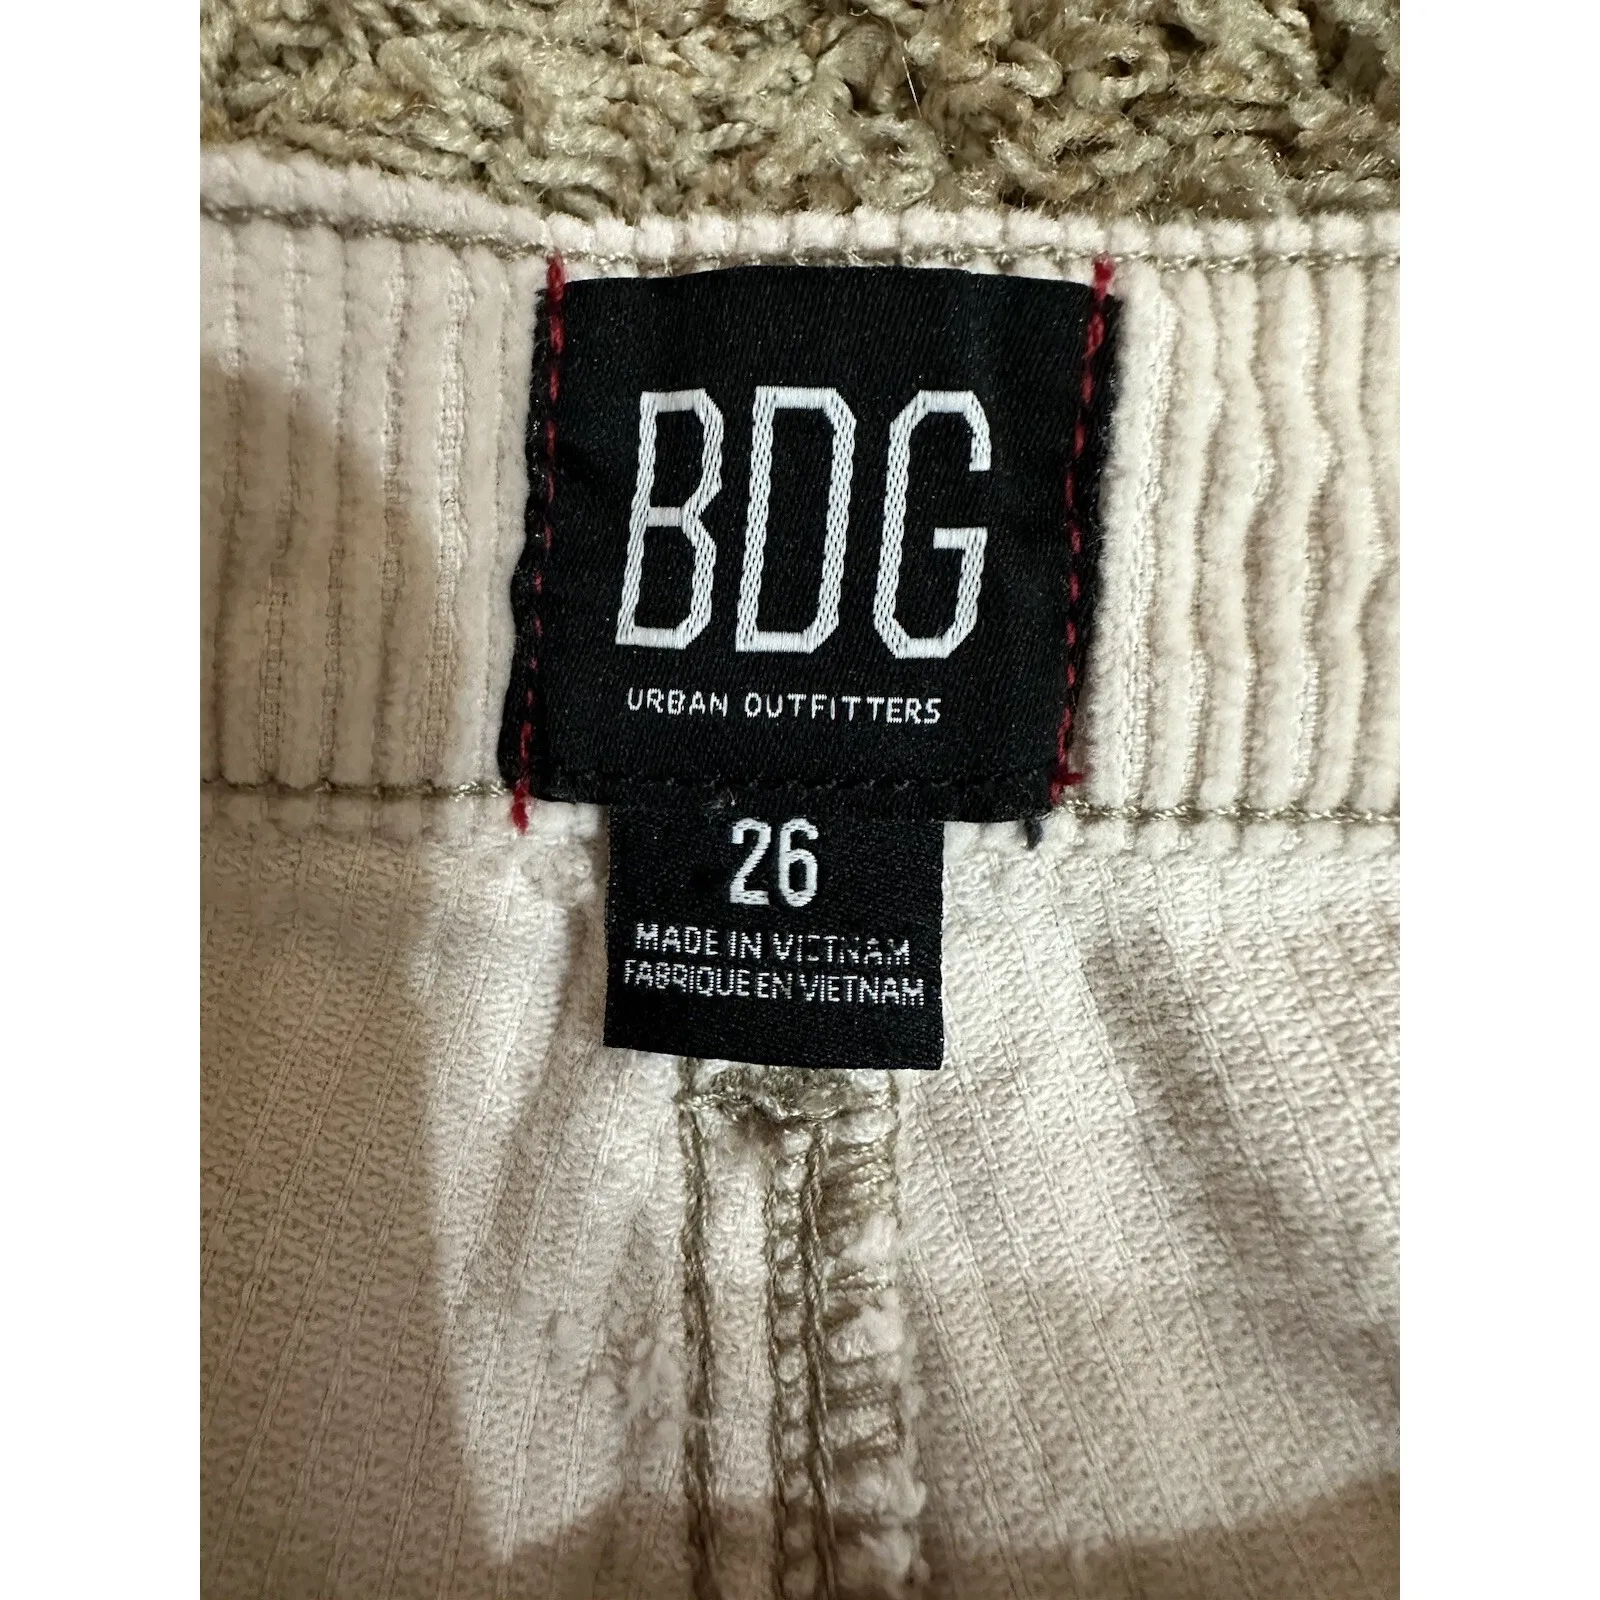 BDG
URBAN OUTFITTERS
26
MADE IN VIETNAM
FABRIQUE EN VIETNAM